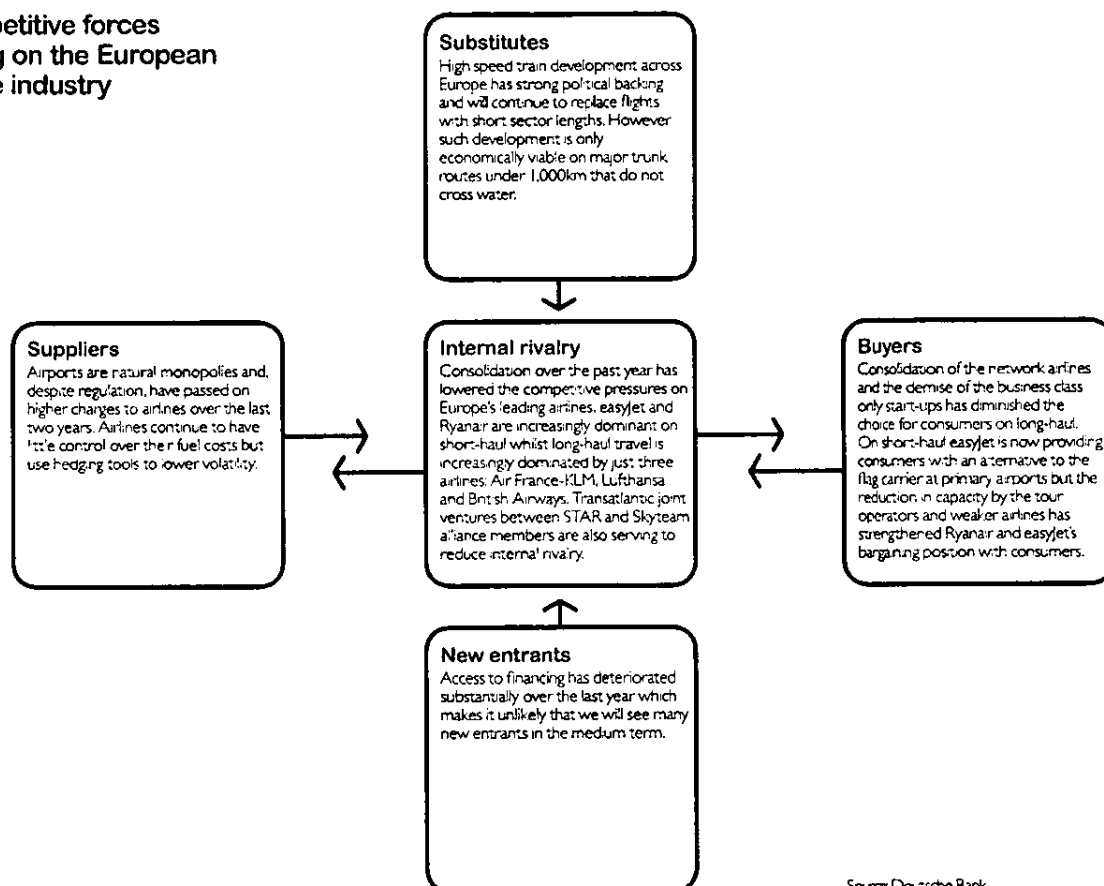 petitive forces
g on the European
e industry
Substitutes
High speed train development across
Europe has strong political backing
and will continue to replace flights
with short sector lengths. However
such development is only
economically viable on major trunk
routes under 1,000km that do not
cross water.
Suppliers
Airports are natural monopolies and,
despite regulation, have passed on
higher charges to airlines over the last
two years. Airlines continue to have
little control over their fuel costs but
use hedging tools to lower volatility.
Internal rivalry
Consolidation over the past year has
lowered the competitive pressures on
Europe's leading airlines. easyJet and
Ryanair are increasingly dominant on
short-haul whilst long-haul travel is
increasingly dominated by just three
airlines: Air France-KLM, Lufthansa
and British Airways. Transatlantic joint
ventures between STAR and Skyteam
alliance members are also serving to
reduce internal rivalry.
Buyers
Consolidation of the network airlines
and the demise of the business class
only start-ups has diminished the
choice for consumers on long-haul.
On short-haul easyJet is now providing
consumers with an alternative to the
flag carrier at primary airports but the
reduction in capacity by the tour
operators and weaker airlines has
strengthened Ryanair and easyJet's
bargaining position with consumers.
New entrants
Access to financing has deteriorated
substantially over the last year which
makes it unlikely that we will see many
new entrants in the medium term.
Source: Deutsche Bank